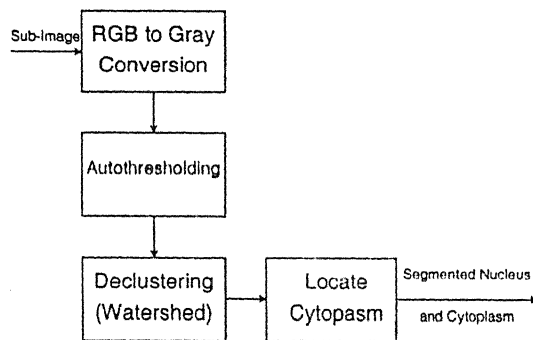 Sub-Image
RGB to Gray
Conversion
Autothresholding
Declustering
(Watershed)
Locate
Cytopasm
Segmented Nucleus
and Cytoplasm